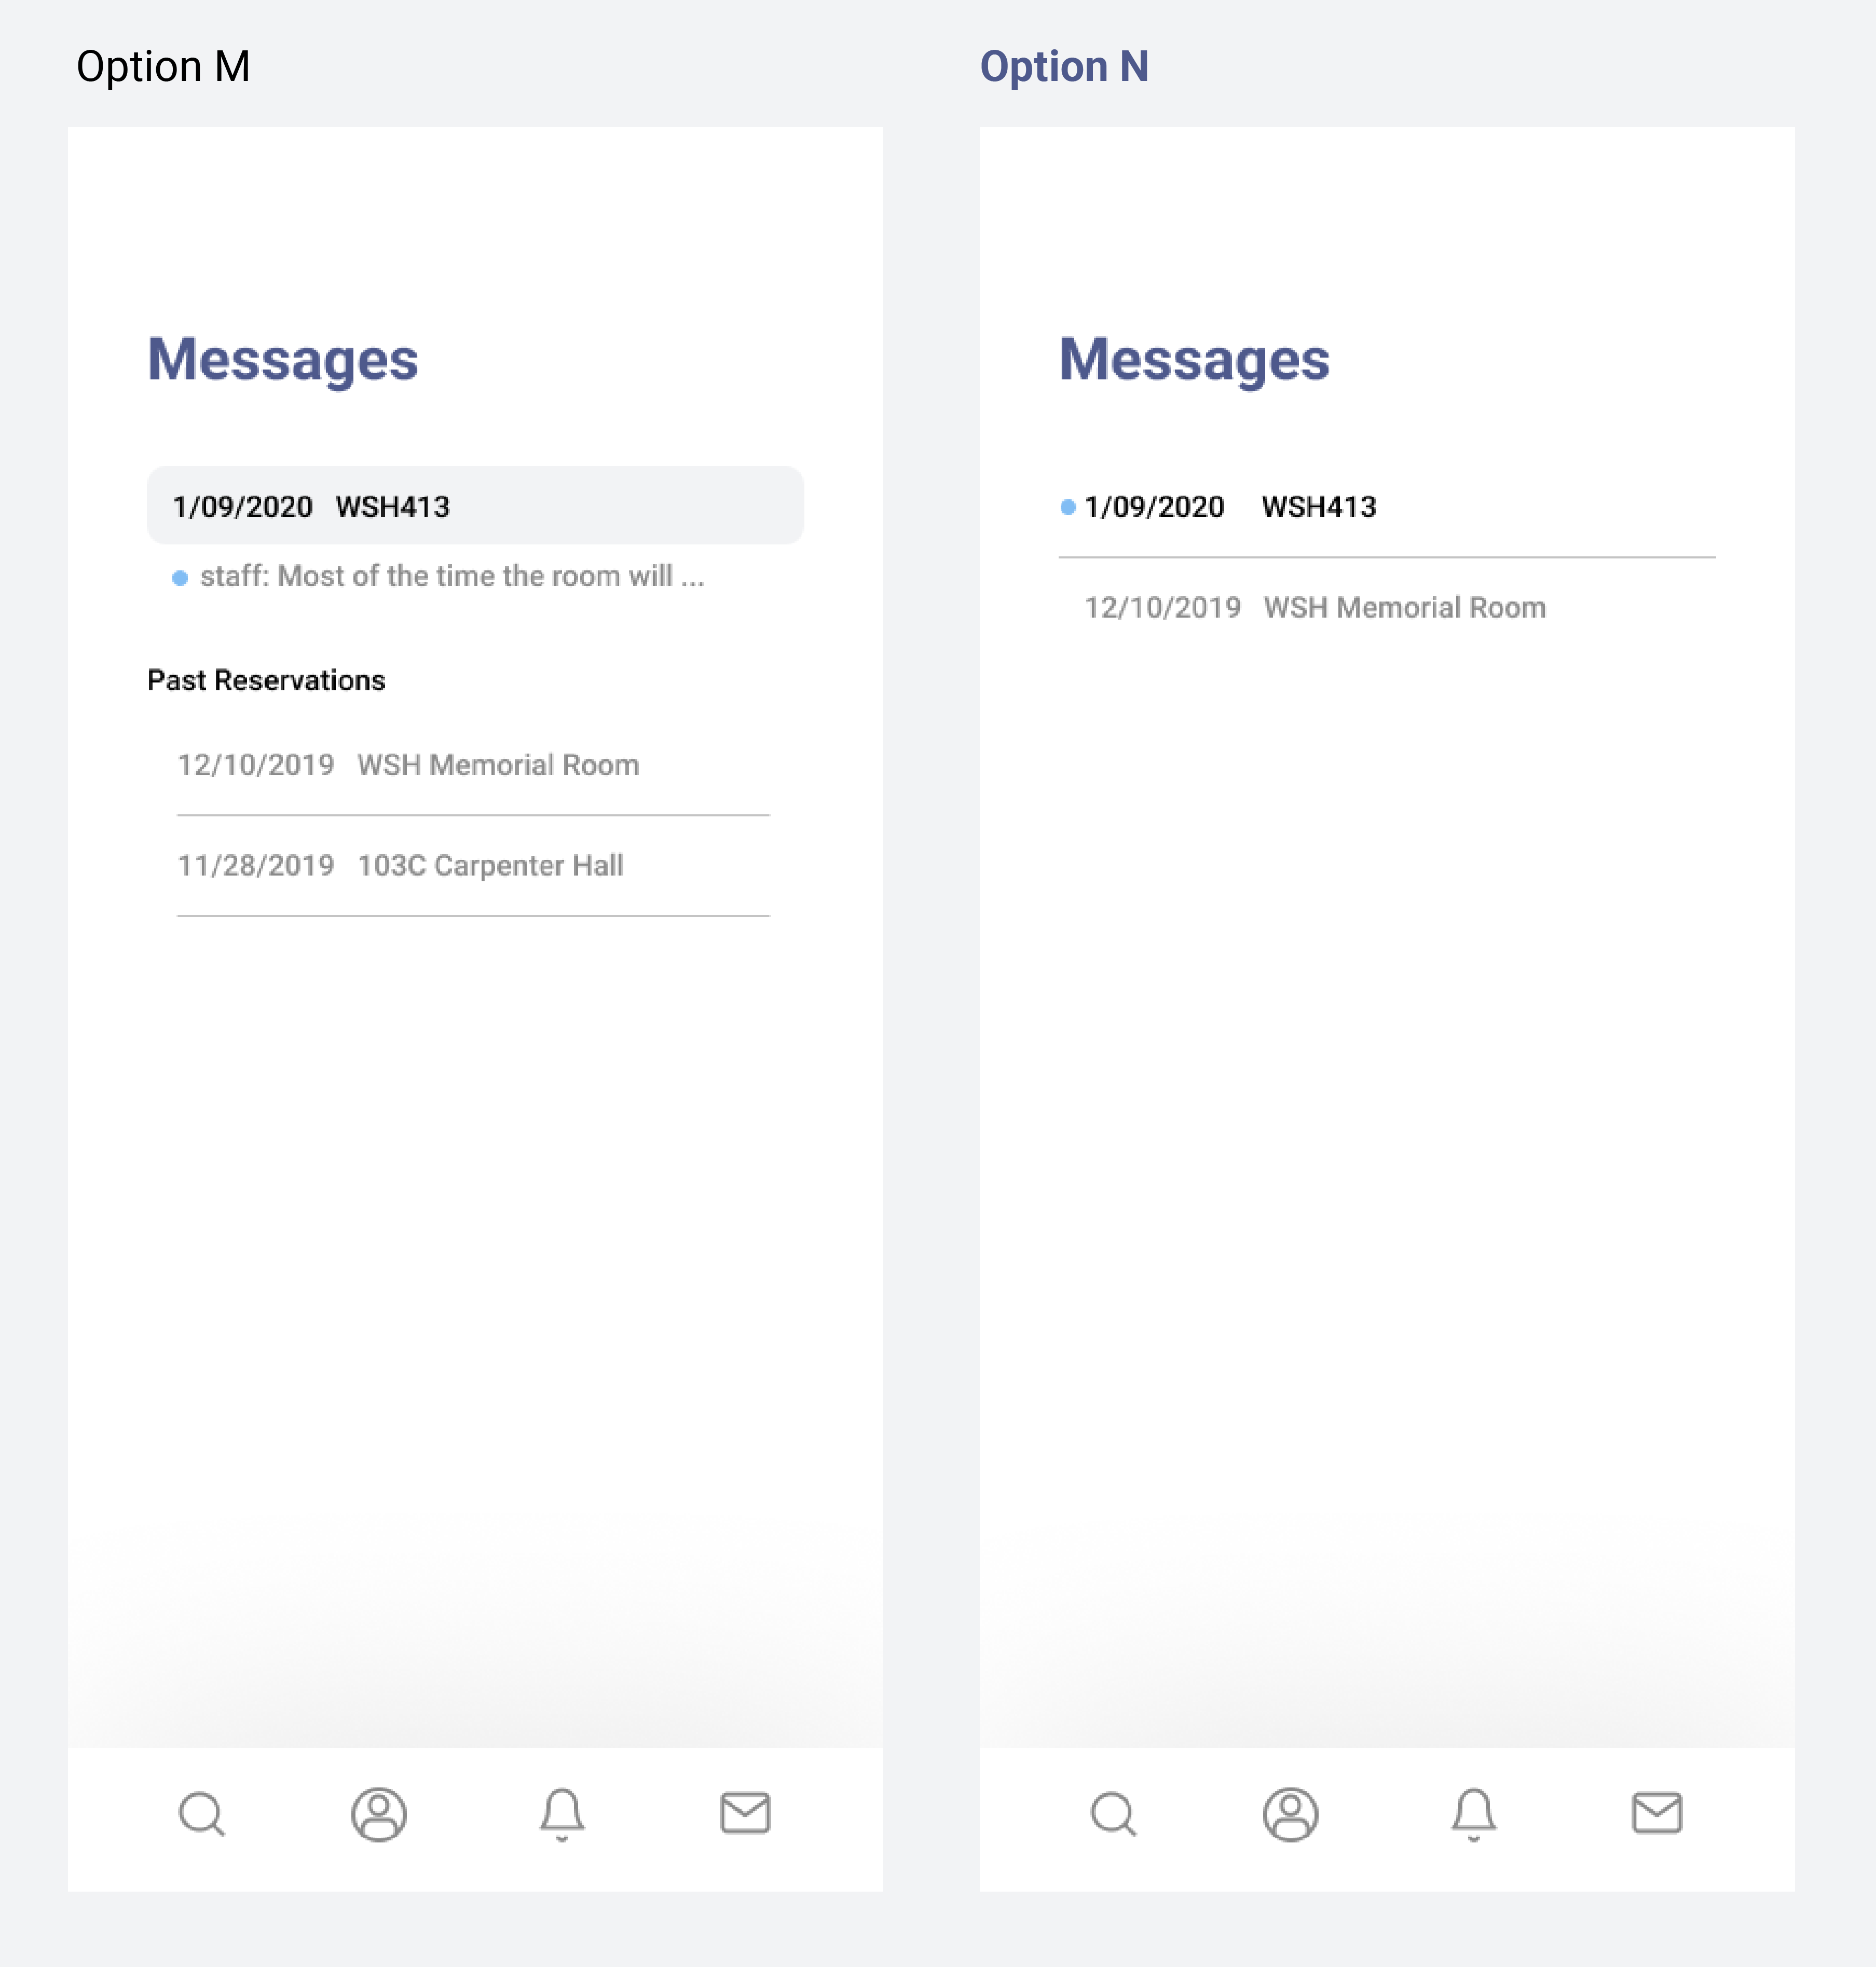 Option M
Messages
1/09/2020 WSH413
staff: Most of the time the room will ...
Past Reservations
12/10/2019 WSH Memorial Room
11/28/2019 103C Carpenter Hall
Option N
Messages
1/09/2020 WSH413
12/10/2019 WSH Memorial Room